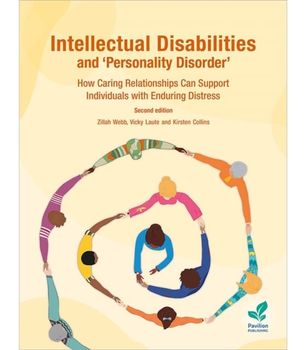 Intellectual Disabilities
and ‘Personality Disorder’
How Caring Relationships Can Support
Individuals with Enduring Distress
Second edition
Zillah Webb, Vicky Laute and Kirsten Collins
Pavilion
PUBLISHING